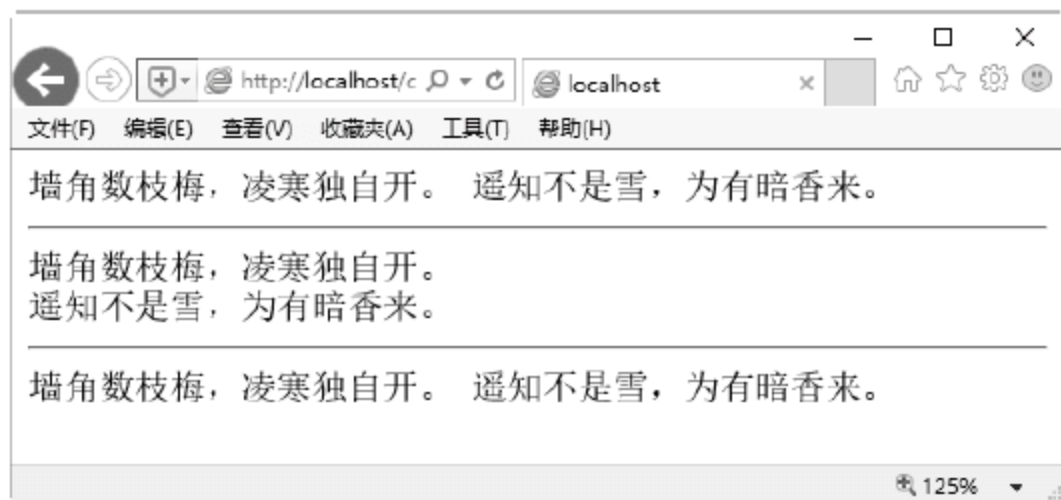 http://localhost/c
localhost
文件(F) 编辑(E) 查看(V) 收藏夹(A) 工具(T) 帮助(H)
墙角数枝梅，凌寒独自开。 遥知不是雪，为有暗香来。
墙角数枝梅，凌寒独自开。
遥知不是雪，为有暗香来。
墙角数枝梅，凌寒独自开。 遥知不是雪，为有暗香来。
125%